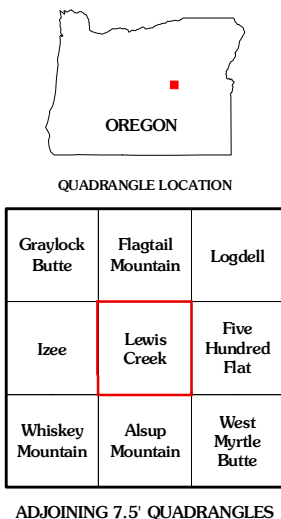 OREGON
QUADRANGLE LOCATION
Graylock
Butte
Flagtail
Mountain
Logdell
Izee
Lewis
Creek
Five
Hundred
Flat
Whiskey
Mountain
Alsup
Mountain
West
Myrtle
Butte
ADJOINING 7.5' QUADRANGLES